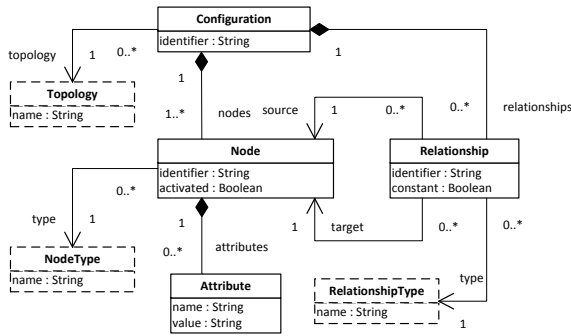 Configuration
identifier : String
topology
1
0..*
1
1
Topology
name : String
1..*
nodes
source
1
0..*
0..*
relationships
Node
identifier : String
activated : Boolean
Relationship
identifier : String
constant : Boolean
0..*
type
1
1
0..*
attributes
1
target
0..*
0..*
NodeType
name : String
Attribute
name : String
value : String
type
RelationshipType
name : String
1